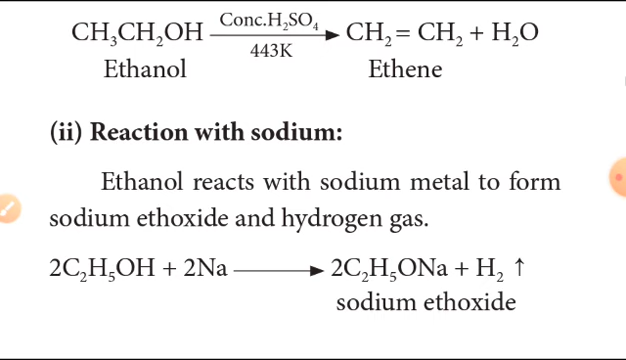 CH₃CH₂OH Conc.H₂SO₄ 443K → CH₂ = CH₂ + H₂O
Ethanol Ethene
(ii) Reaction with sodium:
Ethanol reacts with sodium metal to form
sodium ethoxide and hydrogen gas.
2C₂H₅OH + 2Na ⟶ 2C₂H₅ONa + H₂ ↑
sodium ethoxide